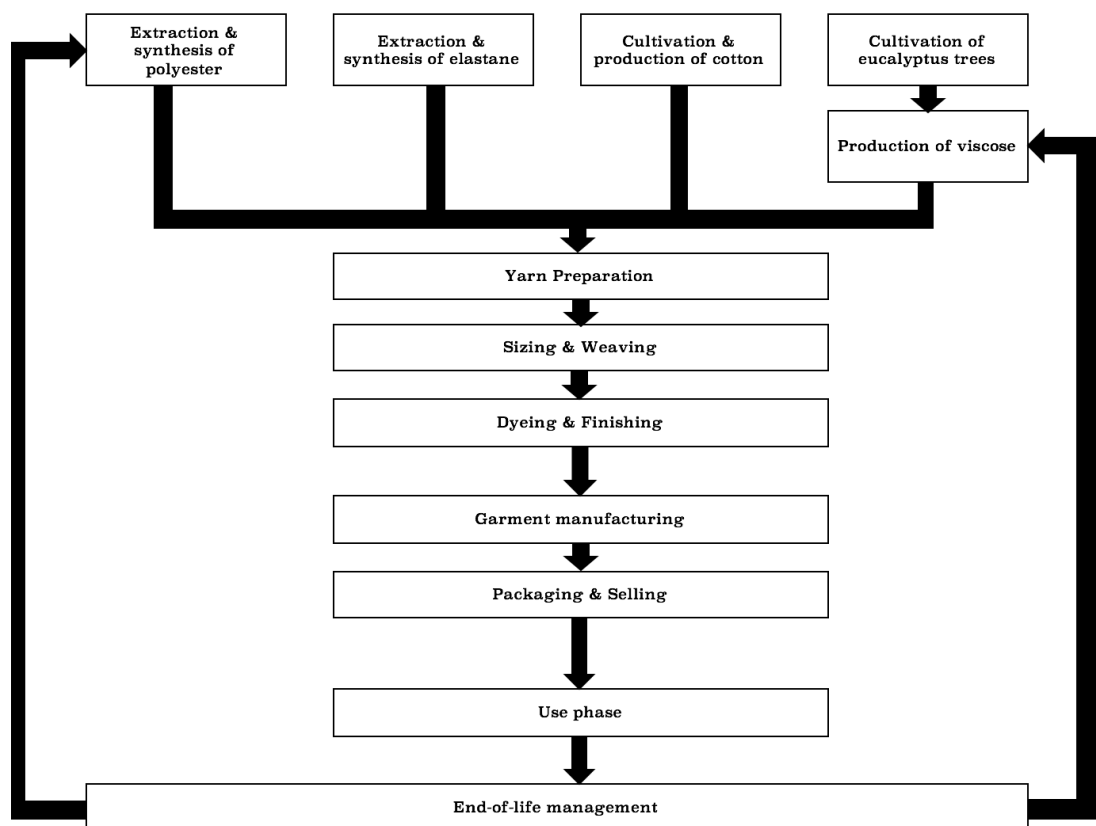 Extraction &
synthesis of
polyester
Extraction &
synthesis of elastane
Cultivation &
production of cotton
Cultivation of
eucalyptus trees
Production of viscose
Yarn Preparation
Sizing & Weaving
Dyeing & Finishing
Garment manufacturing
Packaging & Selling
Use phase
End-of-life management